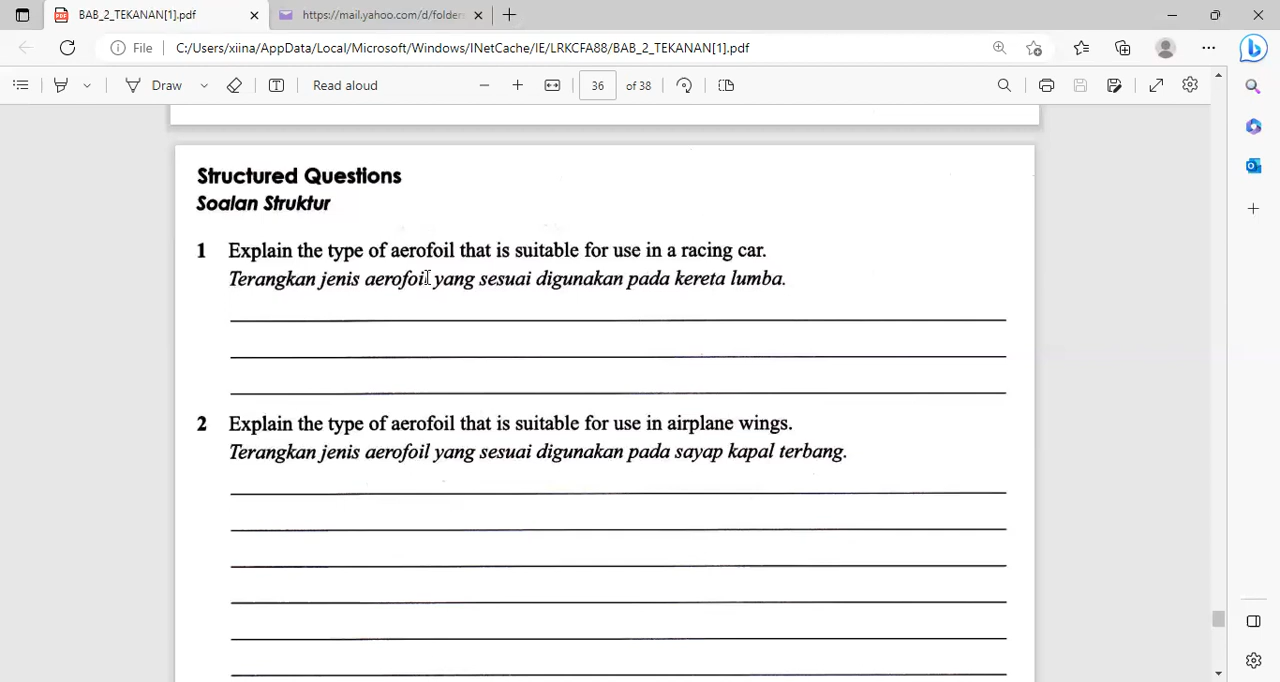 BAB_2_TEKANAN[1].pdf
https://mail.yahoo.com/d/folder
File
C:/Users/xiina/AppData/Local/Microsoft/Windows/INetCache/IE/LRKCFA88/BAB_2_TEKANAN[1].pdf
Draw
Read aloud
36
of 38
Structured Questions
Soalan Struktur
1 Explain the type of aerofoil that is suitable for use in a racing car.
Terangkan jenis aerofoil yang sesuai digunakan pada kereta lumba.
2 Explain the type of aerofoil that is suitable for use in airplane wings.
Terangkan jenis aerofoil yang sesuai digunakan pada sayap kapal terbang.